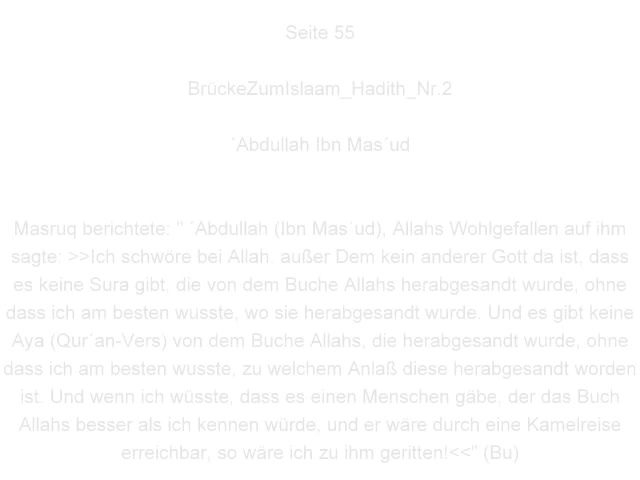 Seite 55
BrückeZumIslaam_Hadith_Nr.2
´Abdullah Ibn Mas´ud
Masruq berichtete: " ´Abdullah (Ibn Mas´ud), Allahs Wohlgefallen auf ihm
sagte: >>Ich schwöre bei Allah. außer Dem kein anderer Gott da ist, dass
es keine Sura gibt. die von dem Buche Allahs herabgesandt wurde, ohne
dass ich am besten wusste, wo sie herabgesandt wurde. Und es gibt keine
Aya (Qur´an-Vers) von dem Buche Allahs, die herabgesandt wurde, ohne
dass ich am besten wusste, zu welchem Anlaß diese herabgesandt worden
ist. Und wenn ich wüsste, dass es einen Menschen gäbe, der das Buch
Allahs besser als ich kennen würde, und er wäre durch eine Kamelreise
erreichbar, so wäre ich zu ihm geritten!<<" (Bu)